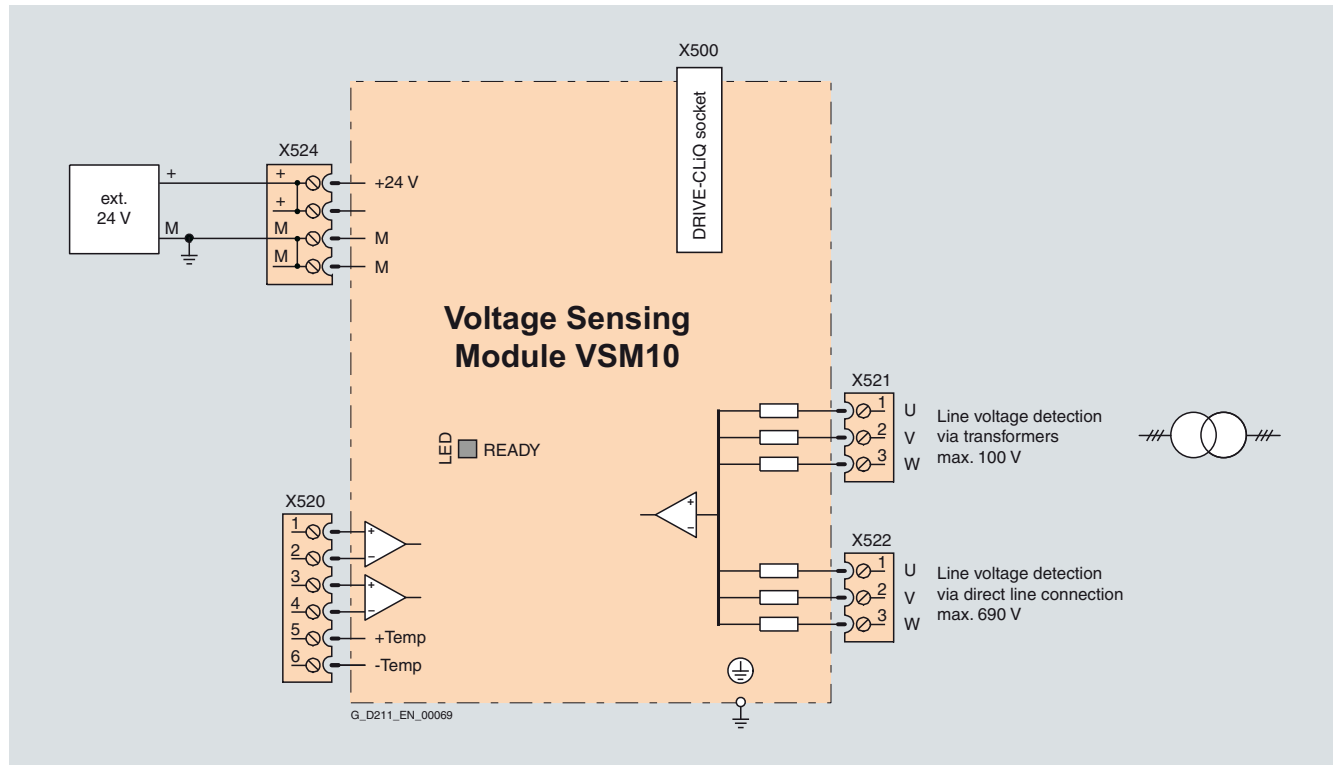 X500
DRIVE-CLiQ socket
X524
ext.
24 V
+
M
+
+
M
M
+24 V
M
M
Voltage Sensing
Module VSM10
LED
READY
X521
1 U
2 V
3 W
Line voltage detection
via transformers
max. 100 V
X520
1
2
3
4
5
6
+
–
+
–
+Temp
-Temp
+
–
X522
1 U
2 V
3 W
Line voltage detection
via direct line connection
max. 690 V
G_D211_EN_00069